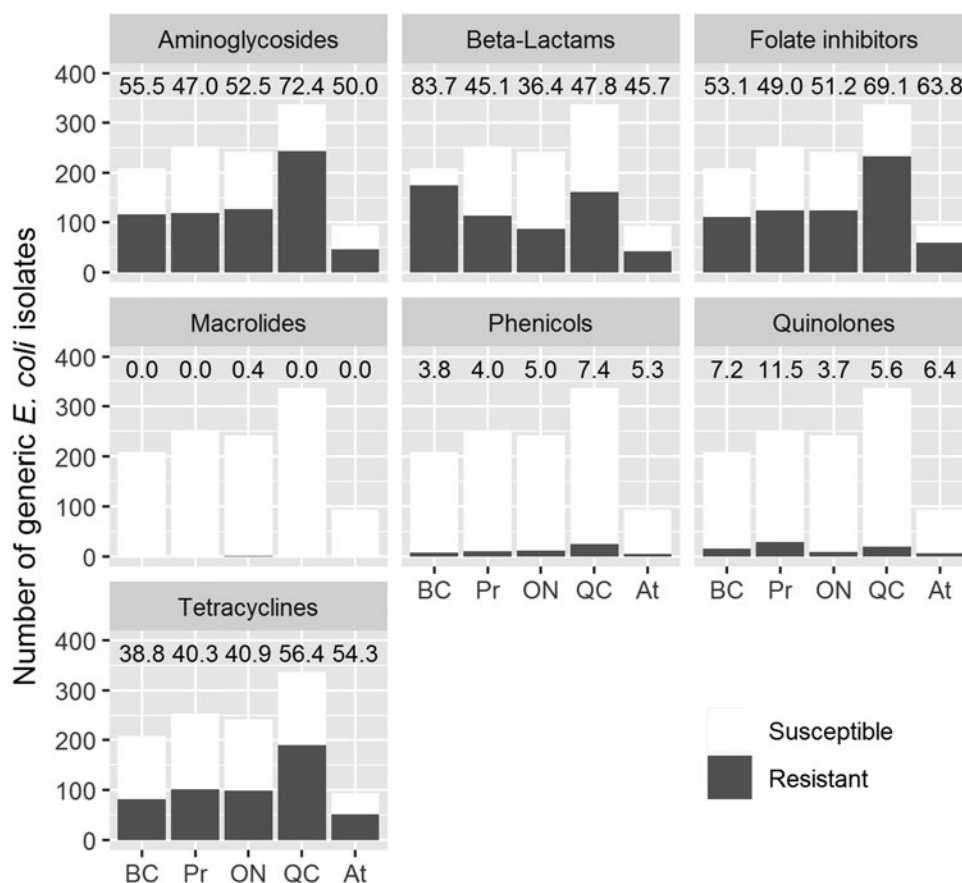 Number of generic E. coli isolates
Aminoglycosides
Beta-Lactams
Folate inhibitors
400
300
200
100
0
55.5 47.0 52.5 72.4 50.0
83.7 45.1 36.4 47.8 45.7
53.1 49.0 51.2 69.1 63.8
Macrolides
Phenicols
Quinolones
400
300
200
100
0
0.0 0.0 0.4 0.0 0.0
3.8 4.0 5.0 7.4 5.3
7.2 11.5 3.7 5.6 6.4
BC Pr ON QC At
BC Pr ON QC At
Tetracyclines
400
300
200
100
0
38.8 40.3 40.9 56.4 54.3
BC Pr ON QC At
Susceptible
Resistant